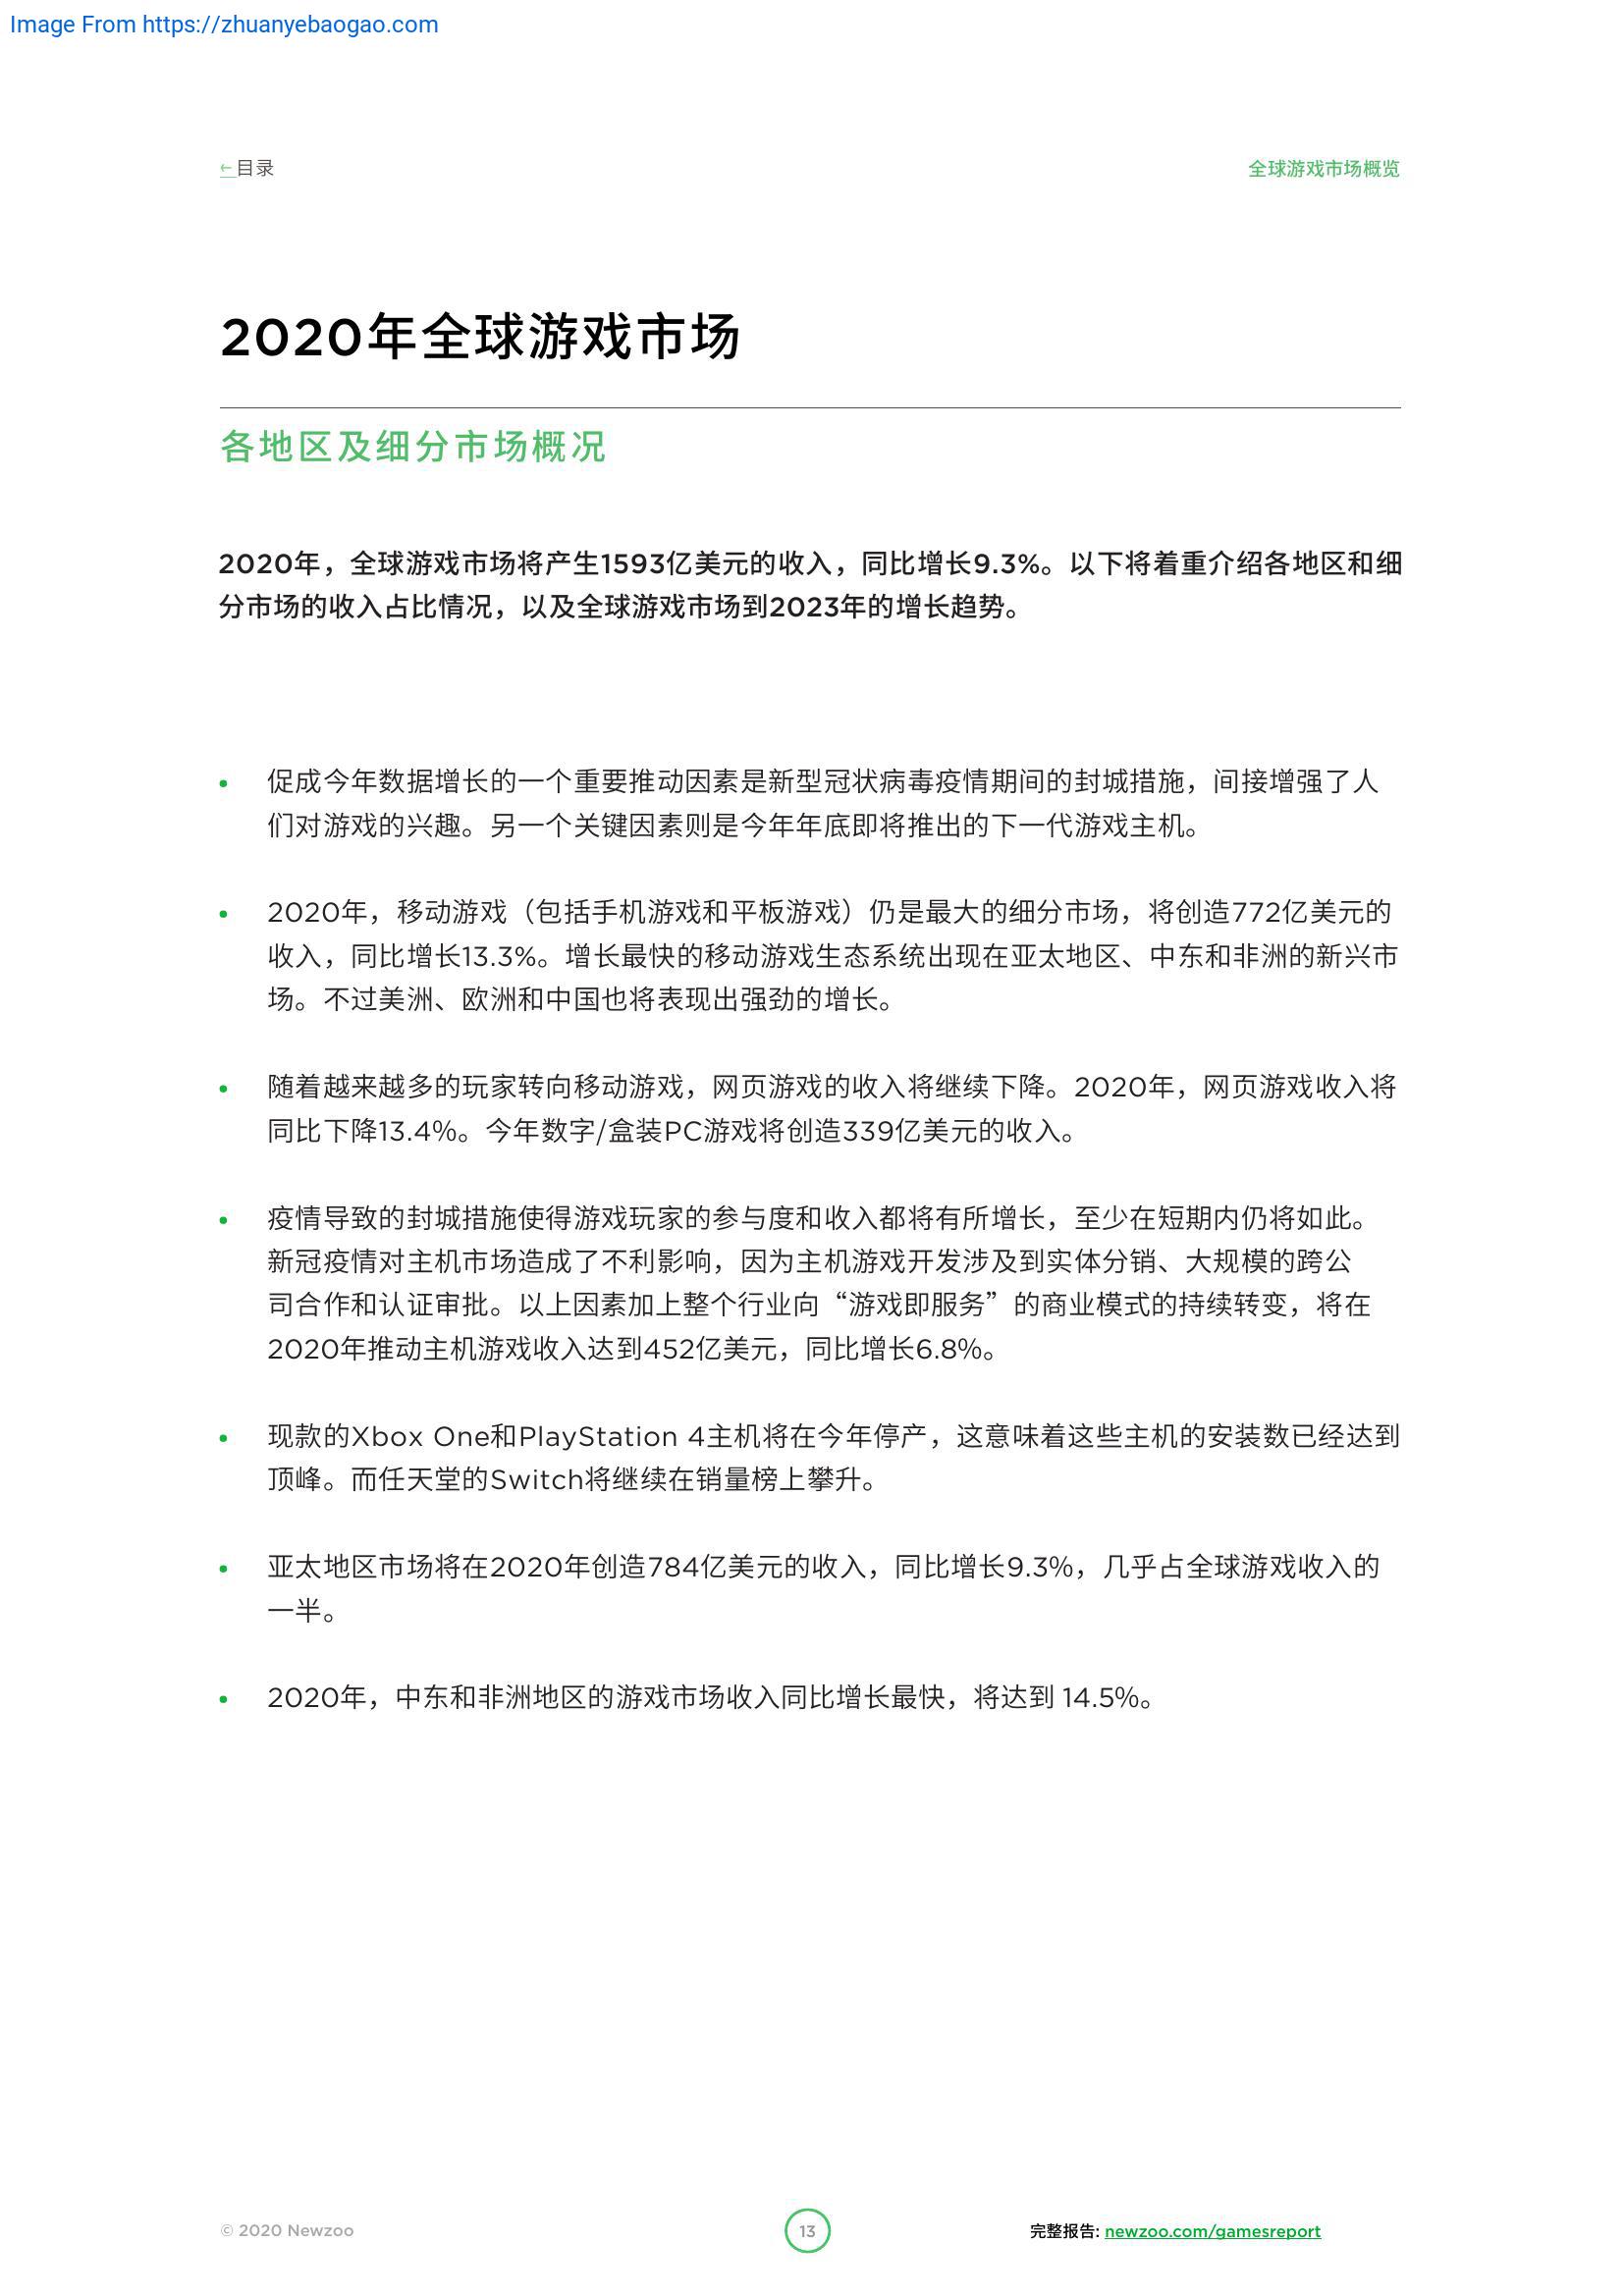 Image From https://zhuanyebaogao.com
←目录
全球游戏市场概览
2020年全球游戏市场
各地区及细分市场概况
2020年，全球游戏市场将产生1593亿美元的收入，同比增长9.3%。以下将着重介绍各地区和细
分市场的收入占比情况，以及全球游戏市场到2023年的增长趋势。
• 促成今年数据增长的一个重要推动因素是新型冠状病毒疫情期间的封城措施，间接增强了人
们对游戏的兴趣。另一个关键因素则是今年年底即将推出的下一代游戏主机。
• 2020年，移动游戏（包括手机游戏和平板游戏）仍是最大的细分市场，将创造772亿美元的
收入，同比增长13.3%。增长最快的移动游戏生态系统出现在亚太地区、中东和非洲的新兴市
场。不过美洲、欧洲和中国也将表现出强劲的增长。
• 随着越来越多的玩家转向移动游戏，网页游戏的收入将继续下降。2020年，网页游戏收入将
同比下降13.4%。今年数字/盒装PC游戏将创造339亿美元的收入。
• 疫情导致的封城措施使得游戏玩家的参与度和收入都将有所增长，至少在短期内仍将如此。
新冠疫情对主机市场造成了不利影响，因为主机游戏开发涉及到实体分销、大规模的跨公
司合作和认证审批。以上因素加上整个行业向“游戏即服务”的商业模式的持续转变，将在
2020年推动主机游戏收入达到452亿美元，同比增长6.8%。
• 现款的Xbox One和PlayStation 4主机将在今年停产，这意味着这些主机的安装数已经达到
顶峰。而任天堂的Switch将继续在销量榜上攀升。
• 亚太地区市场将在2020年创造784亿美元的收入，同比增长9.3%，几乎占全球游戏收入的
一半。
• 2020年，中东和非洲地区的游戏市场收入同比增长最快，将达到 14.5%。
© 2020 Newzoo
13
完整报告: newzoo.com/gamesreport